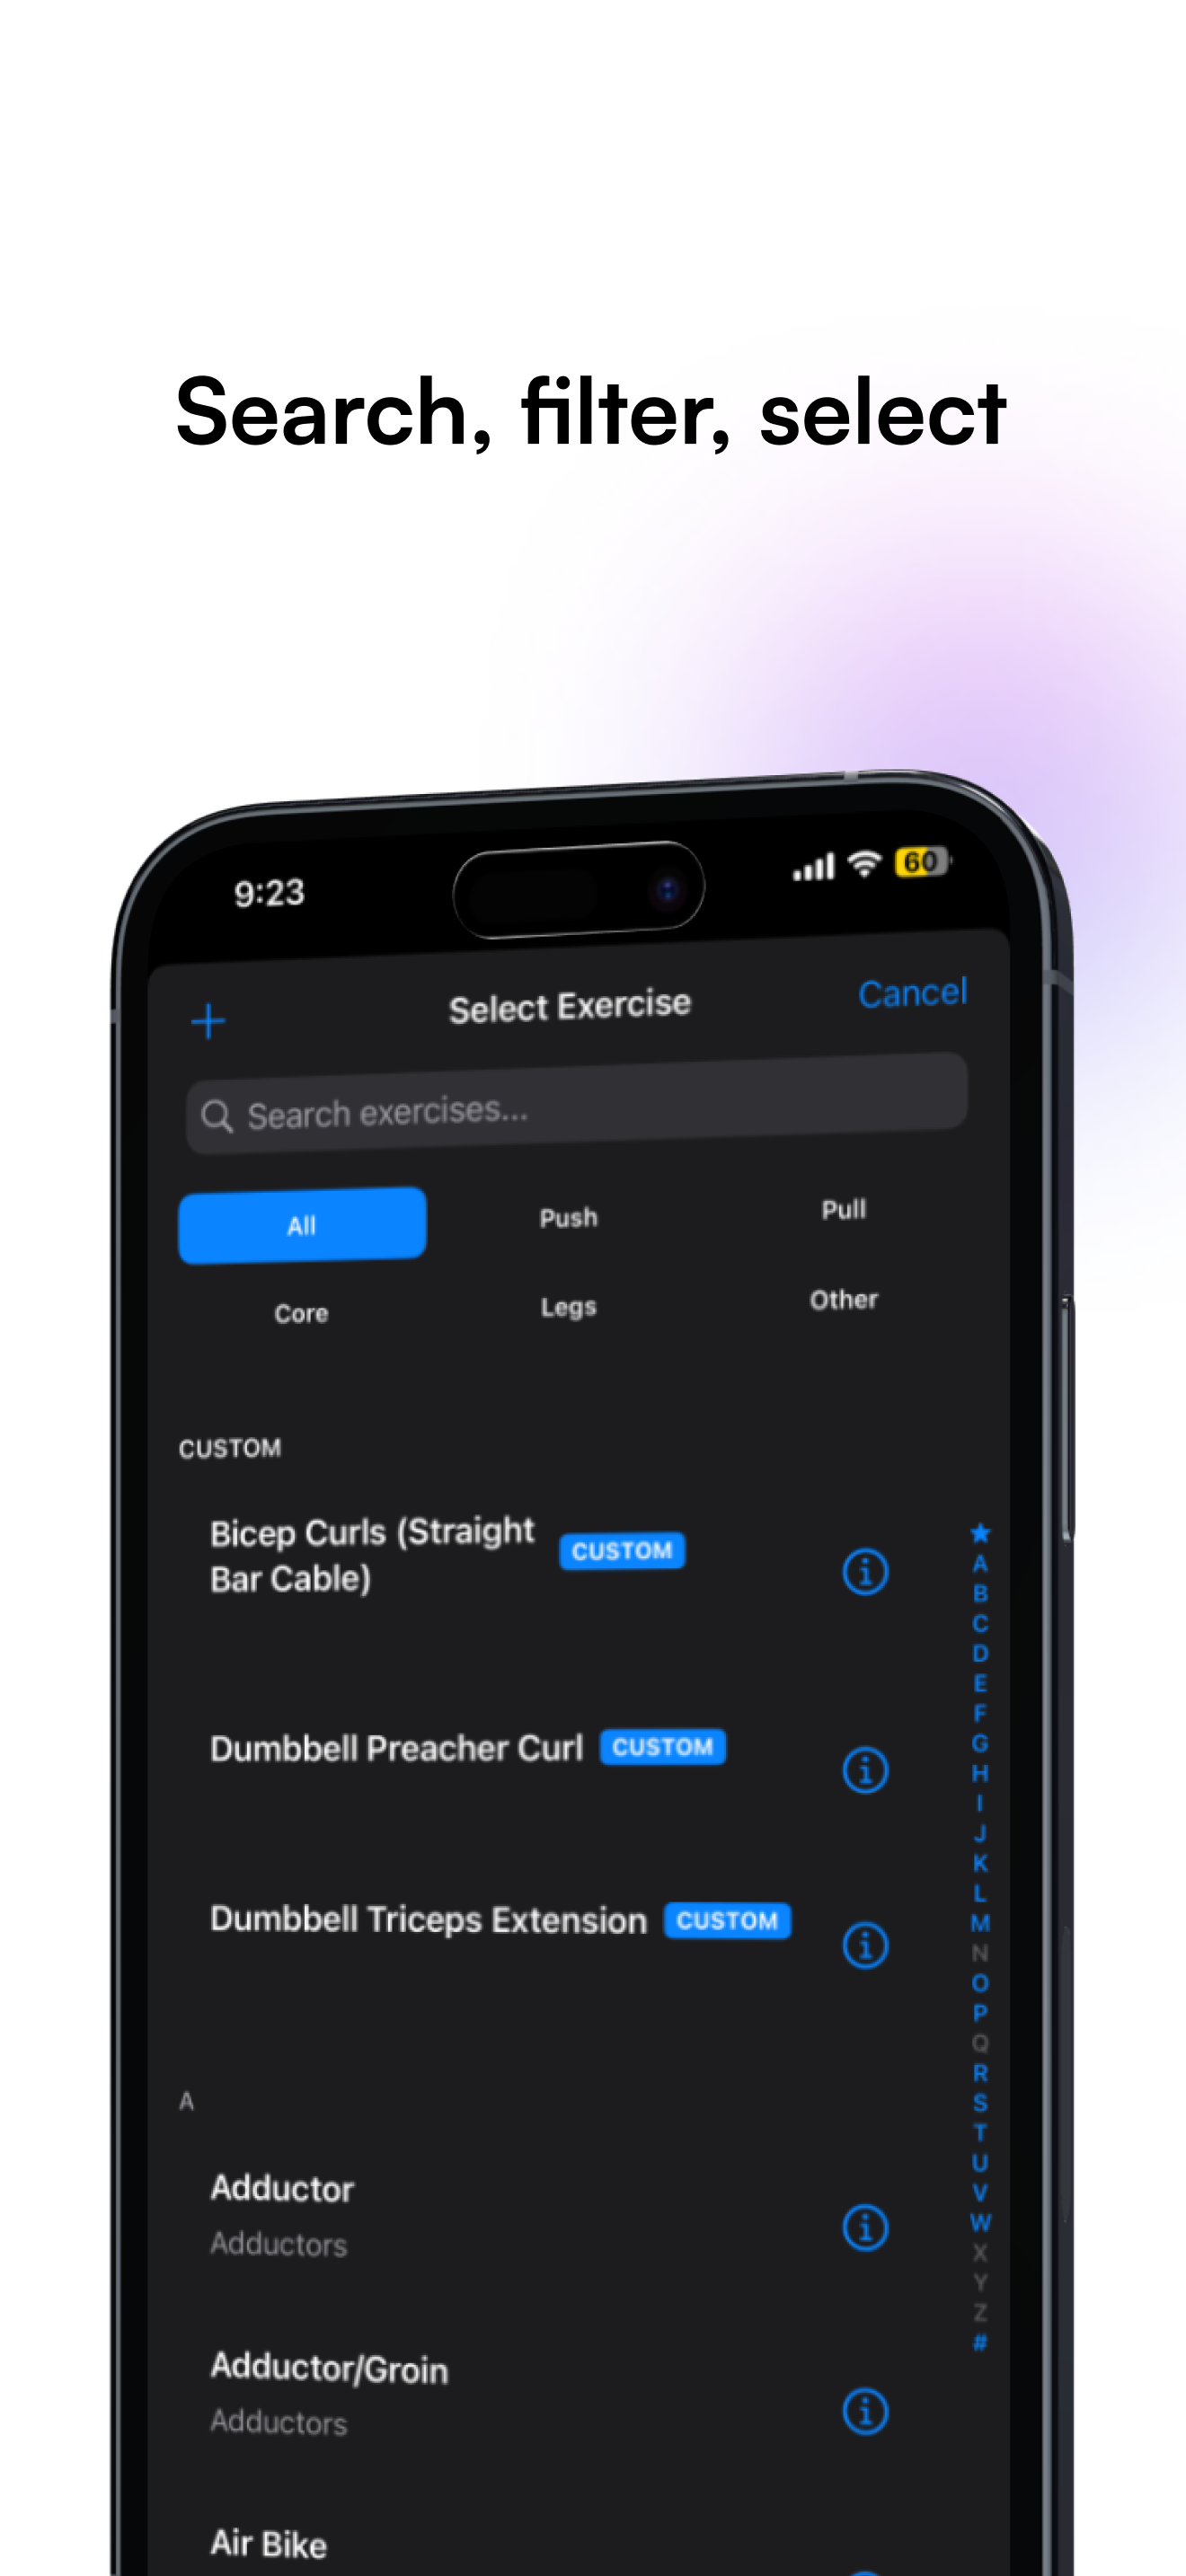 Search, filter, select
9:23
60
Select Exercise
Cancel
Search exercises...
All
Push
Pull
Core
Legs
Other
CUSTOM
Bicep Curls (Straight
Bar Cable)
CUSTOM
Dumbbell Preacher Curl
CUSTOM
Dumbbell Triceps Extension
CUSTOM
A
Adductor
Adductors
Adductor/Groin
Adductors
Air Bike
A
B
C
D
E
F
G
H
I
J
K
L
M
N
O
P
Q
R
S
T
U
V
W
X
Y
Z
#